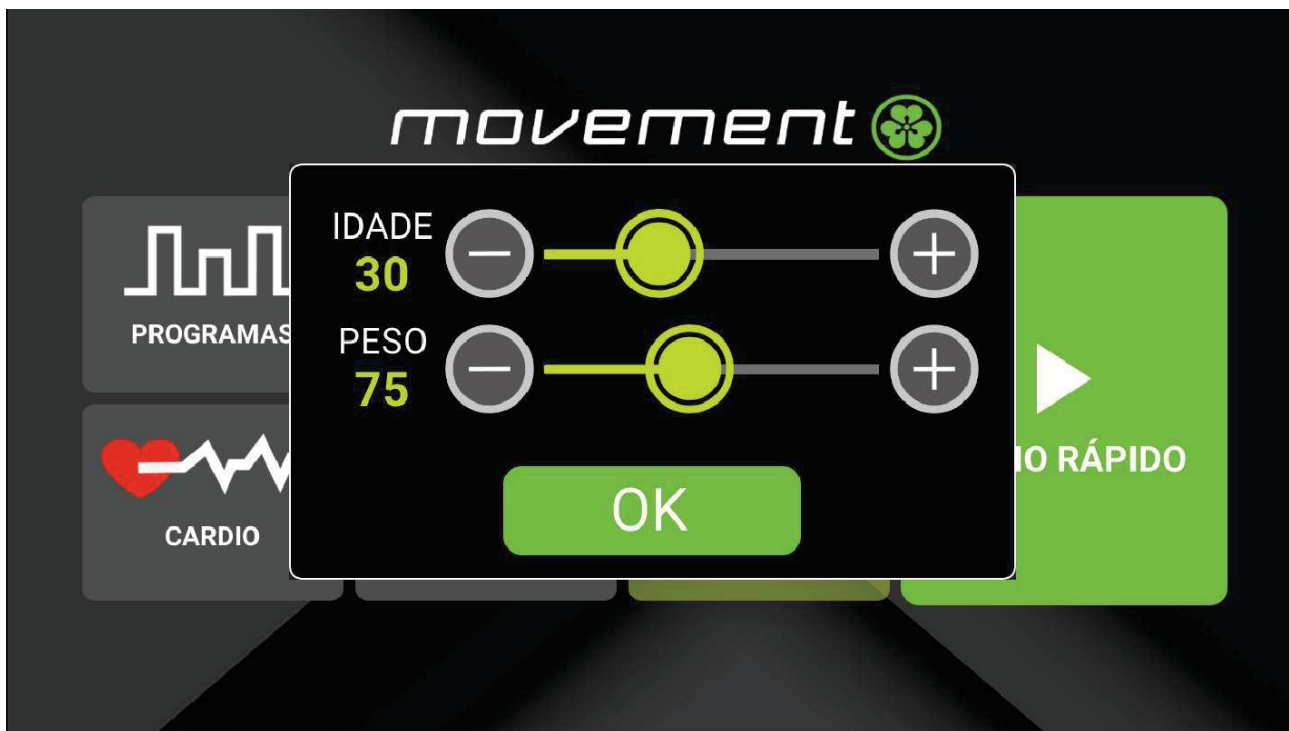 movement
IDADE
30
PESO
75
OK
PROGRAMAS
CARDIO
IO RÁPIDO